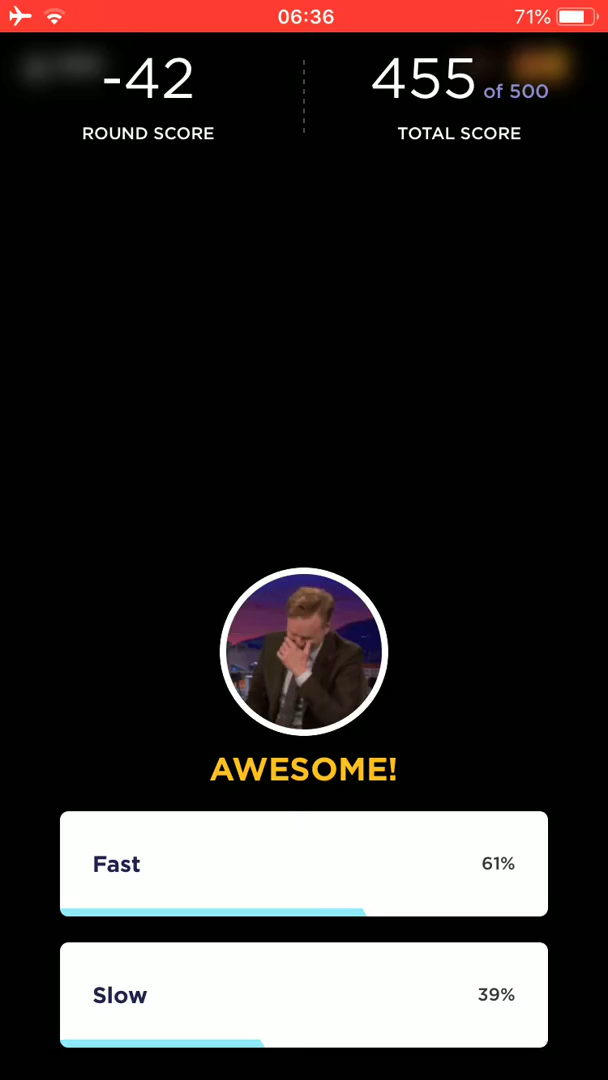 06:36
71%
-42
455 of 500
ROUND SCORE
TOTAL SCORE
AWESOME!
Fast
61%
Slow
39%